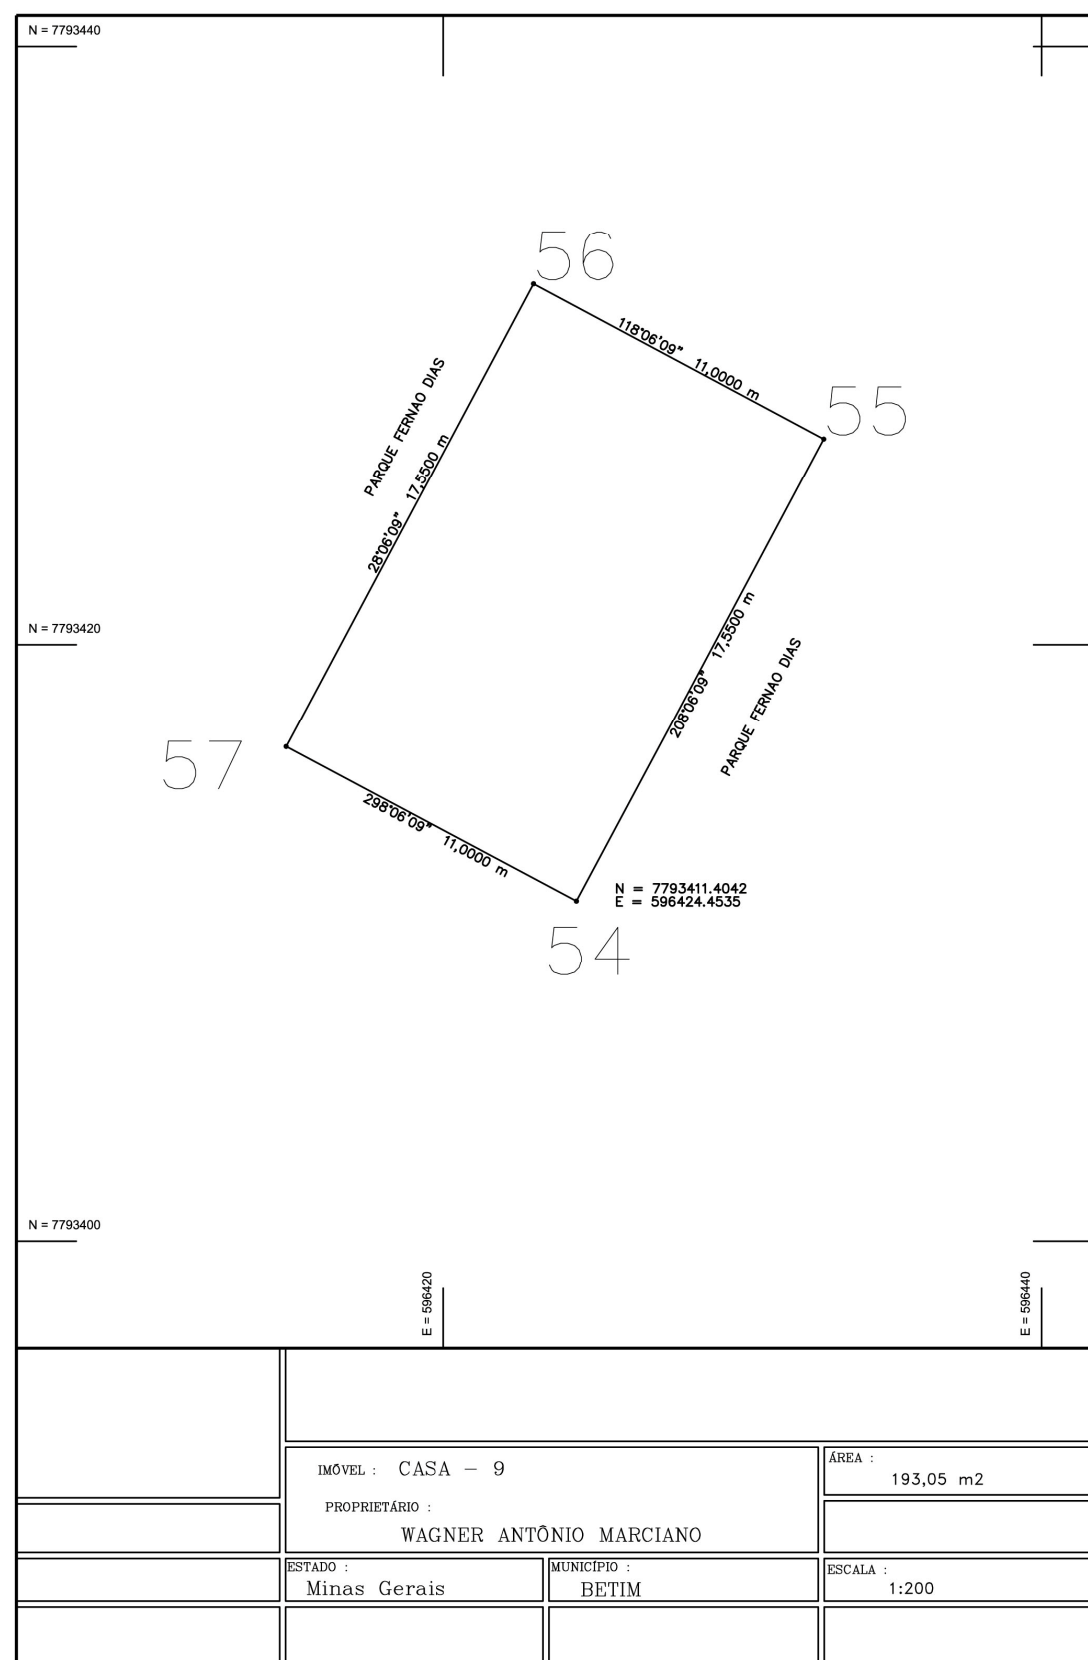 N = 7793440
56
118°06'09" 11,0000 m
55
PARQUE FERNAO DIAS
28°06'09" 17,5500 m
N = 7793420
208°06'09" 17,5500 m
PARQUE FERNAO DIAS
57
298°06'09" 11,0000 m
N = 7793411.4042
E = 596424.4535
54
N = 7793400
E = 596420
E = 596440
IMÓVEL : CASA - 9
ÁREA :
193,05 m2
PROPRIETÁRIO :
WAGNER ANTÔNIO MARCIANO
ESTADO :
Minas Gerais
MUNICÍPIO :
BETIM
ESCALA :
1:200